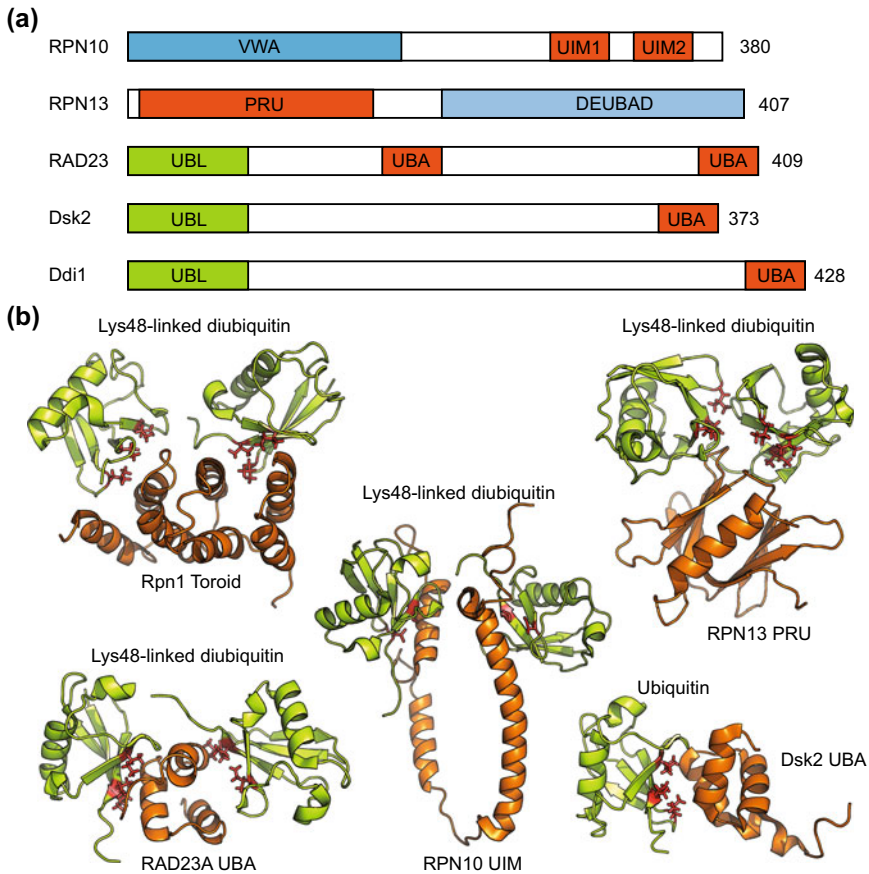 (a)
RPN10 VWA UIM1 UIM2 380
RPN13 PRU DEUBAD 407
RAD23 UBL UBA UBA 409
Dsk2 UBL UBA 373
Ddi1 UBL UBA 428
(b)
Lys48-linked diubiquitin
Rpn1 Toroid
Lys48-linked diubiquitin
RPN13 PRU
Lys48-linked diubiquitin
RPN10 UIM
Lys48-linked diubiquitin
RAD23A UBA
Ubiquitin
Dsk2 UBA